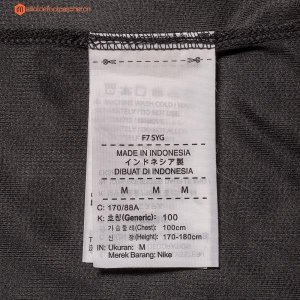 F7 SYG
MADE IN INDONESIA
インドネシア製
DIBUAT DI INDONESIA
M M M
C: 170/88A
K: 호칭(Generic): 100
가슴둘레(Chest): 100cm
신 장(Height): 170-180cm
IN: Ukuran: M
Merek Barang: Nike